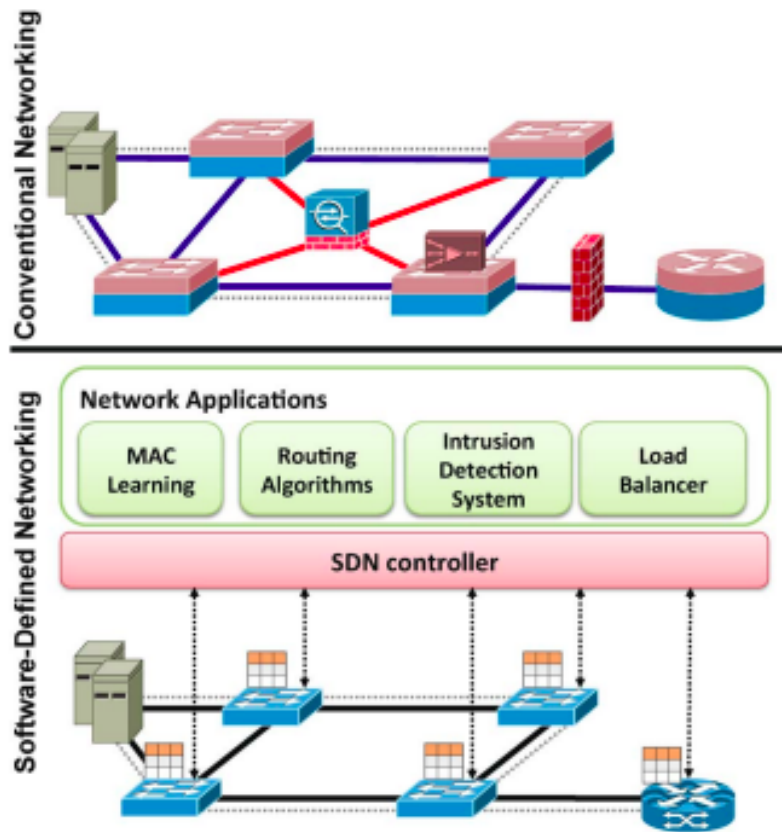 Conventional Networking
Software-Defined Networking
Network Applications
MAC
Learning
Routing
Algorithms
Intrusion
Detection
System
Load
Balancer
SDN controller